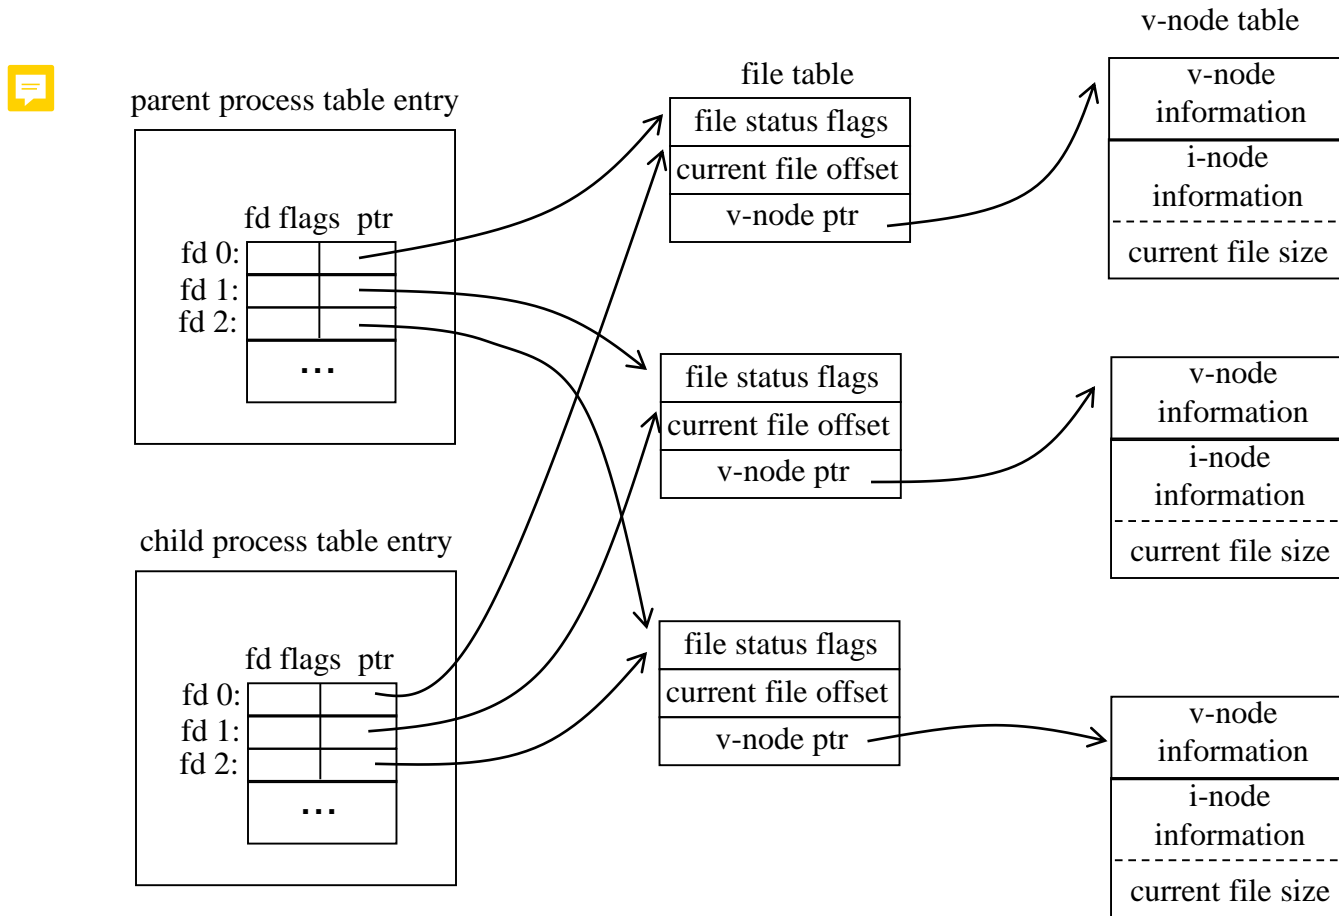 parent process table entry
fd flags ptr
fd 0:
fd 1:
fd 2:
...
child process table entry
fd flags ptr
fd 0:
fd 1:
fd 2:
...
file table
file status flags
current file offset
v-node ptr
file status flags
current file offset
v-node ptr
file status flags
current file offset
v-node ptr
v-node table
v-node
information
i-node
information
current file size
v-node
information
i-node
information
current file size
v-node
information
i-node
information
current file size